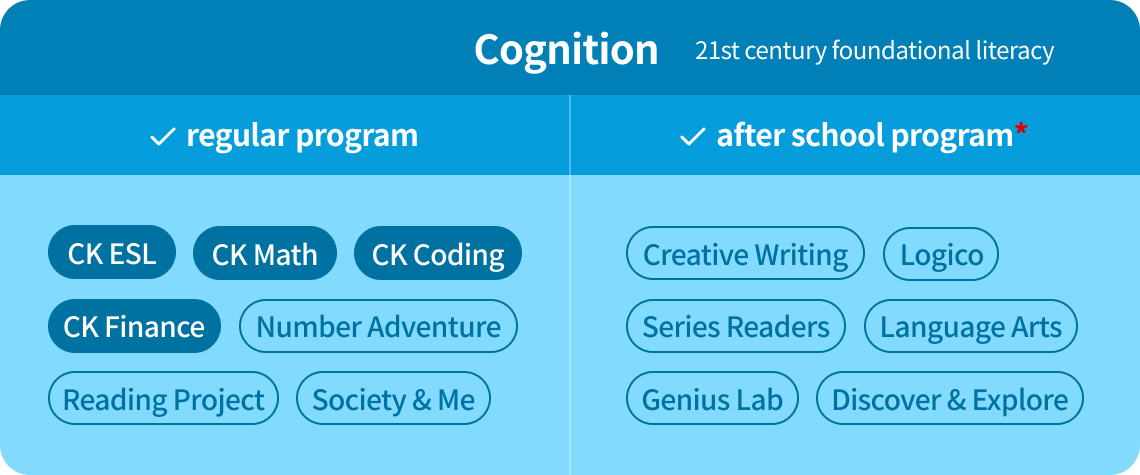 Cognition 21st century foundational literacy
✓ regular program
✓ after school program*
CK ESL CK Math CK Coding
CK Finance Number Adventure
Reading Project Society & Me
Creative Writing Logico
Series Readers Language Arts
Genius Lab Discover & Explore